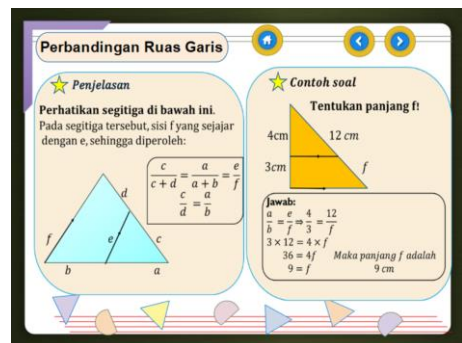 Perbandingan Ruas Garis
Penjelasan
Perhatikan segitiga di bawah ini.
Pada segitiga tersebut, sisi f yang sejajar
dengan e, sehingga diperoleh:
c/(c + d) = a/(a + b) = e/f
c/d = a/b
d
f
e
c
b
a
Contoh soal
Tentukan panjang f!
4cm
12 cm
3cm
f
Jawab:
a/b = e/f ⇒ 4/3 = 12/f
3 × 12 = 4 × f
36 = 4f Maka panjang f adalah
9 = f 9 cm